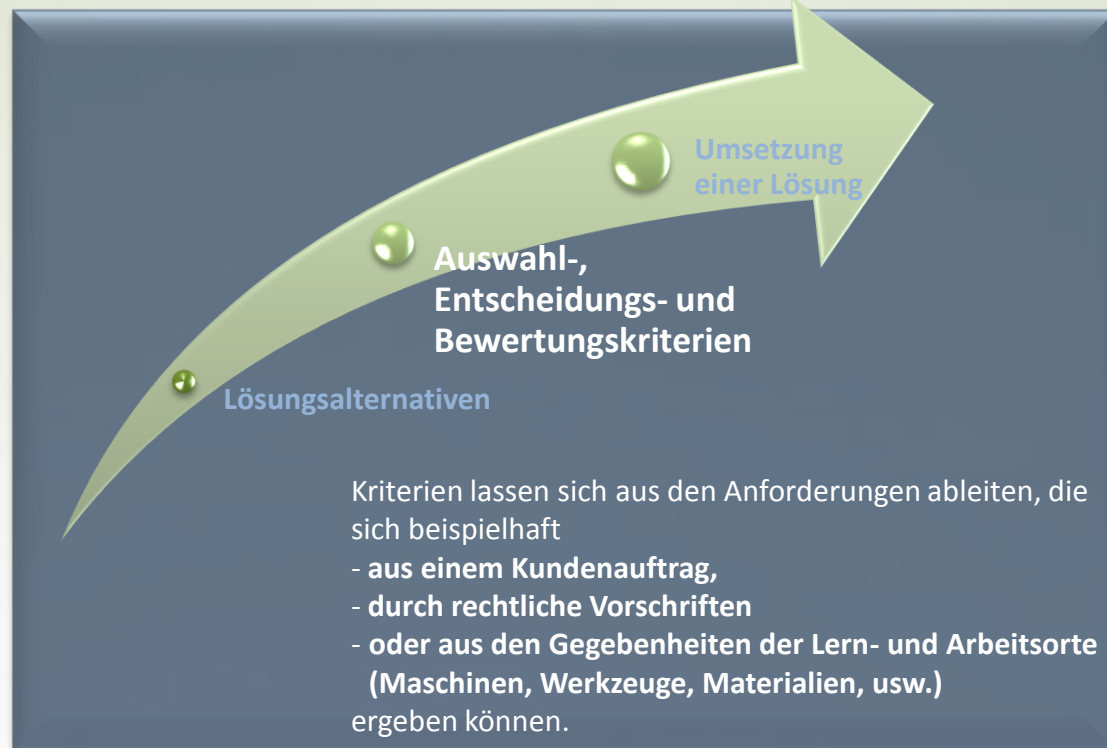 Umsetzung
einer Lösung
Auswahl-,
Entscheidungs- und
Bewertungskriterien
Lösungsalternativen
Kriterien lassen sich aus den Anforderungen ableiten, die
sich beispielhaft
- aus einem Kundenauftrag,
- durch rechtliche Vorschriften
- oder aus den Gegebenheiten der Lern- und Arbeitsorte
(Maschinen, Werkzeuge, Materialien, usw.)
ergeben können.